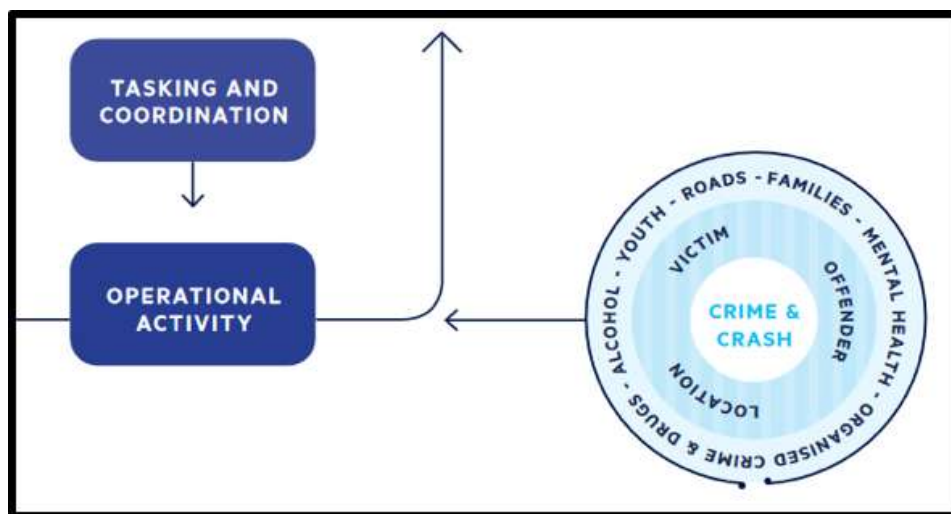 TASKING AND
COORDINATION
OPERATIONAL
ACTIVITY
ALCOHOL - YOUTH - ROADS - FAMILIES - MENTAL HEALTH - ORGANISED CRIME & DRUGS -
VICTIM
OFFENDER
LOCATION
CRIME &
CRASH